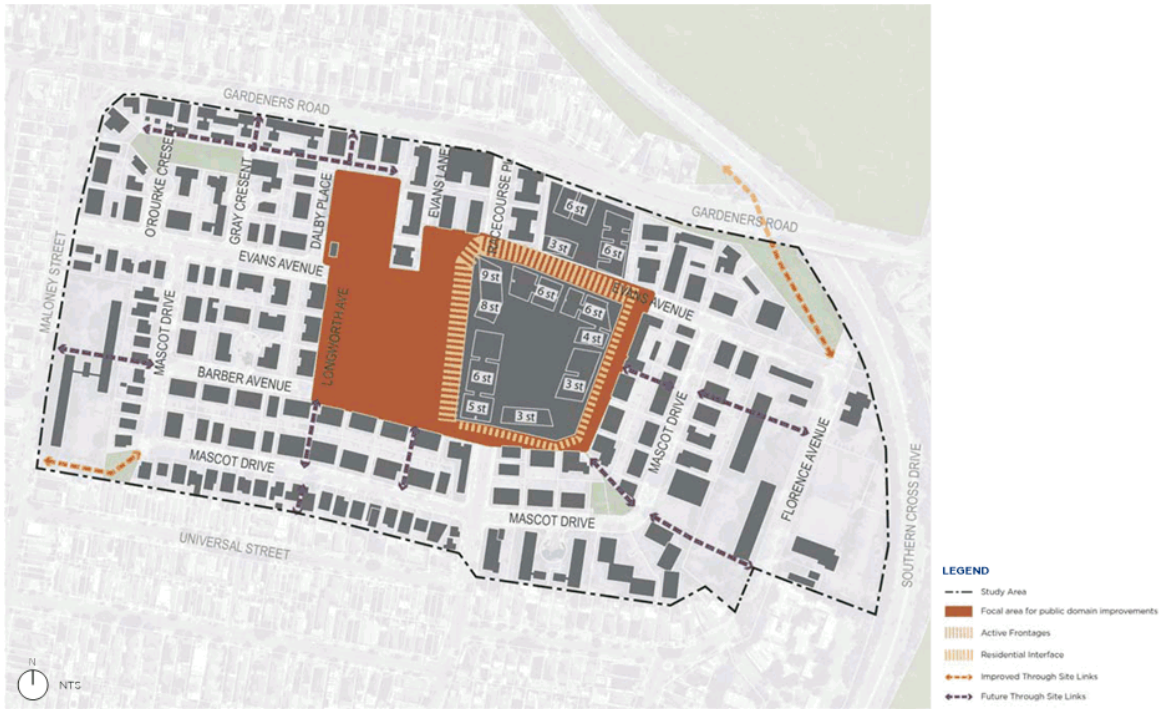 GARDENERS ROAD
O'ROURKE CRESENT
GRAY CRESENT
DALBY PLACE
EVANS LANE
RACECOURSE PL
6 st
3 st
6 st
GARDENERS ROAD
MALONEY STREET
EVANS AVENUE
9 st
8 st
6 st
6 st
4 st
EVANS AVENUE
MASCOT DRIVE
LONGWORTH AVE
BARBER AVENUE
6 st
5 st
3 st
3 st
MASCOT DRIVE
MASCOT DRIVE
MASCOT DRIVE
FLORENCE AVENUE
SOUTHERN CROSS DRIVE
UNIVERSAL STREET
N
NTS
LEGEND
Study Area
Focal area for public domain improvements
Active Frontages
Residential Interface
Improved Through Site Links
Future Through Site Links